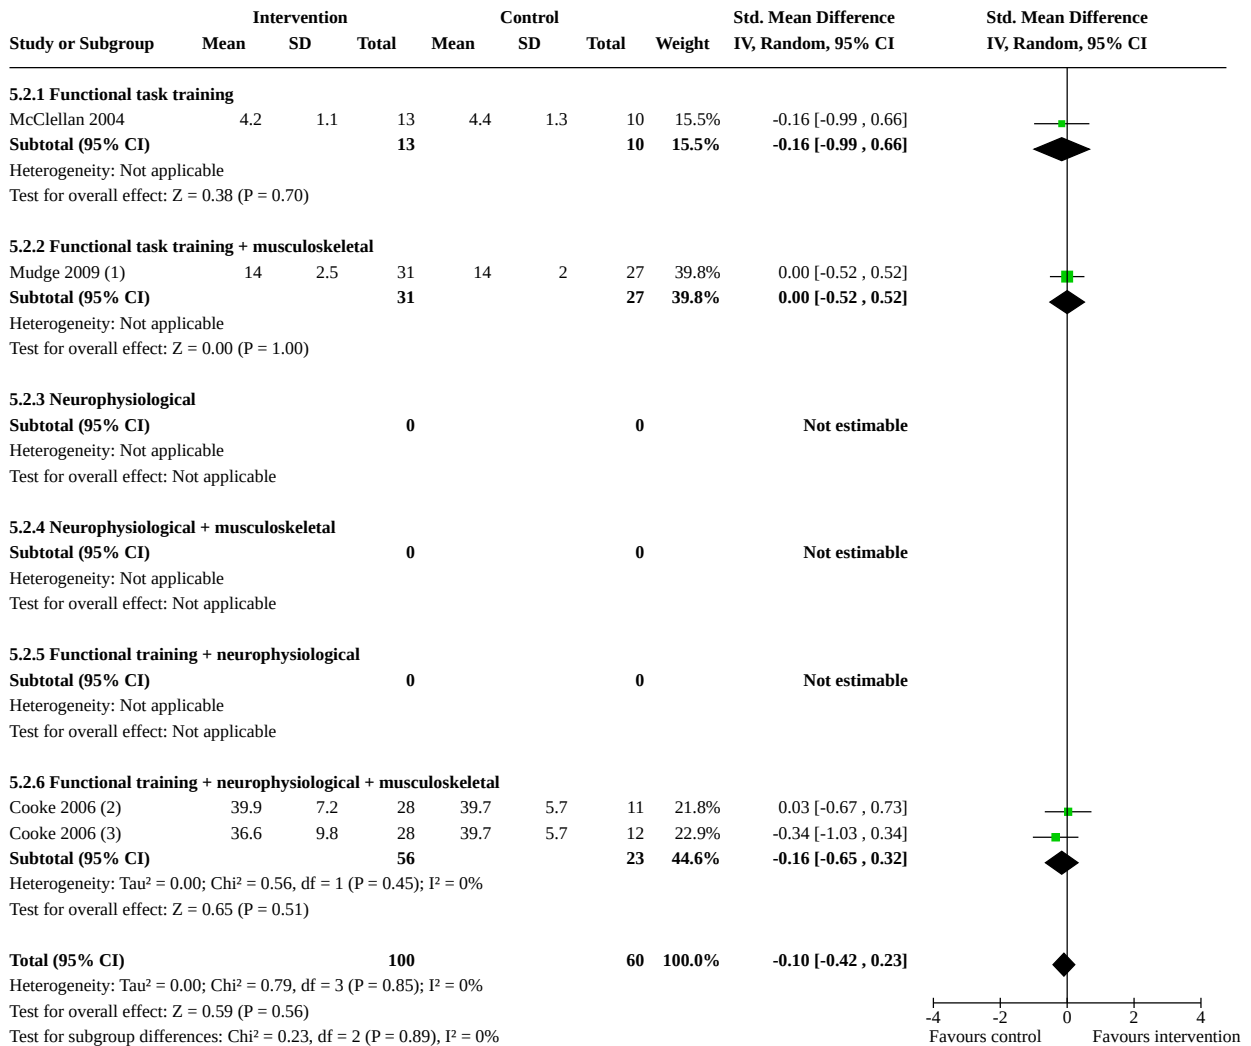 Intervention Control Std. Mean Difference Std. Mean Difference
Study or Subgroup Mean SD Total Mean SD Total Weight IV, Random, 95% CI IV, Random, 95% CI
5.2.1 Functional task training
McClellan 2004 4.2 1.1 13 4.4 1.3 10 15.5% -0.16 [-0.99 , 0.66]
Subtotal (95% CI) 13 10 15.5% -0.16 [-0.99 , 0.66]
Heterogeneity: Not applicable
Test for overall effect: Z = 0.38 (P = 0.70)
5.2.2 Functional task training + musculoskeletal
Mudge 2009 (1) 14 2.5 31 14 2 27 39.8% 0.00 [-0.52 , 0.52]
Subtotal (95% CI) 31 27 39.8% 0.00 [-0.52 , 0.52]
Heterogeneity: Not applicable
Test for overall effect: Z = 0.00 (P = 1.00)
5.2.3 Neurophysiological
Subtotal (95% CI) 0 0 Not estimable
Heterogeneity: Not applicable
Test for overall effect: Not applicable
5.2.4 Neurophysiological + musculoskeletal
Subtotal (95% CI) 0 0 Not estimable
Heterogeneity: Not applicable
Test for overall effect: Not applicable
5.2.5 Functional training + neurophysiological
Subtotal (95% CI) 0 0 Not estimable
Heterogeneity: Not applicable
Test for overall effect: Not applicable
5.2.6 Functional training + neurophysiological + musculoskeletal
Cooke 2006 (2) 39.9 7.2 28 39.7 5.7 11 21.8% 0.03 [-0.67 , 0.73]
Cooke 2006 (3) 36.6 9.8 28 39.7 5.7 12 22.9% -0.34 [-1.03 , 0.34]
Subtotal (95% CI) 56 23 44.6% -0.16 [-0.65 , 0.32]
Heterogeneity: Tau² = 0.00; Chi² = 0.56, df = 1 (P = 0.45); I² = 0%
Test for overall effect: Z = 0.65 (P = 0.51)
Total (95% CI) 100 60 100.0% -0.10 [-0.42 , 0.23]
Heterogeneity: Tau² = 0.00; Chi² = 0.79, df = 3 (P = 0.85); I² = 0%
Test for overall effect: Z = 0.59 (P = 0.56) -4 -2 0 2 4
Test for subgroup differences: Chi² = 0.23, df = 2 (P = 0.89), I² = 0% Favours control Favours intervention